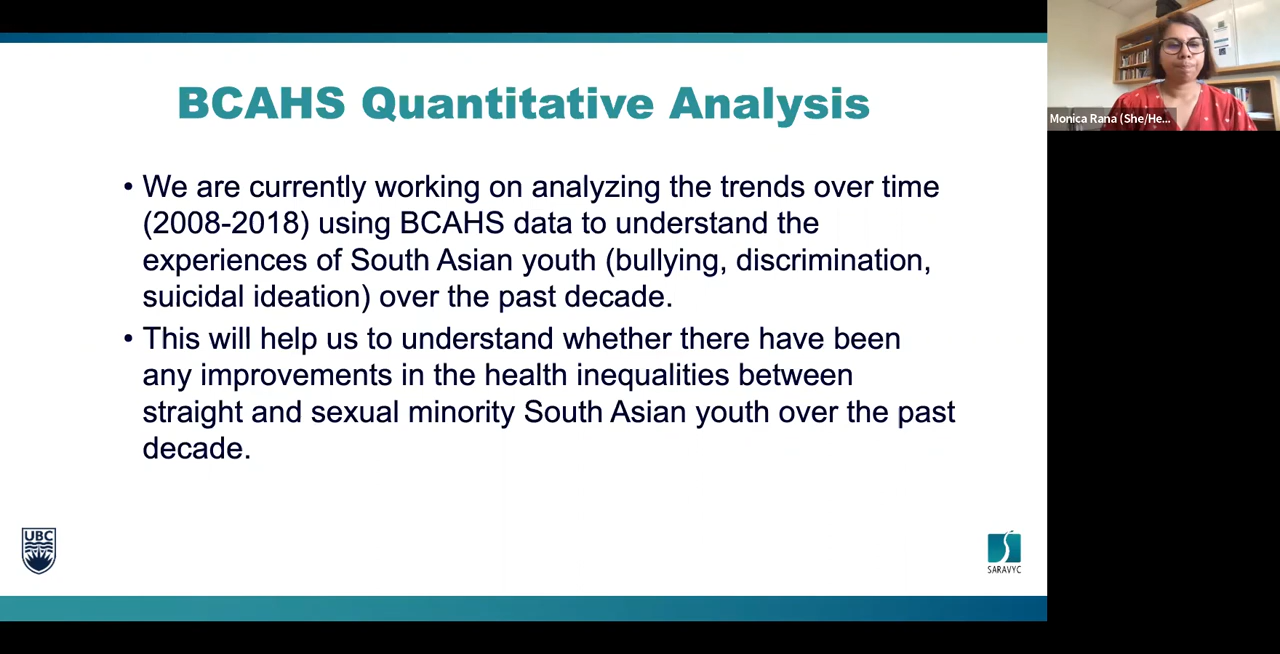 BCAHS Quantitative Analysis
• We are currently working on analyzing the trends over time
(2008-2018) using BCAHS data to understand the
experiences of South Asian youth (bullying, discrimination,
suicidal ideation) over the past decade.
• This will help us to understand whether there have been
any improvements in the health inequalities between
straight and sexual minority South Asian youth over the past
decade.
UBC
SARAVYC
Monica Rana (She/He...